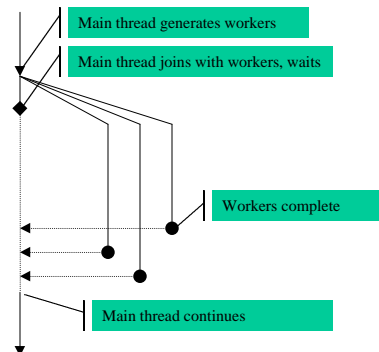 Main thread generates workers
Main thread joins with workers, waits
Workers complete
Main thread continues